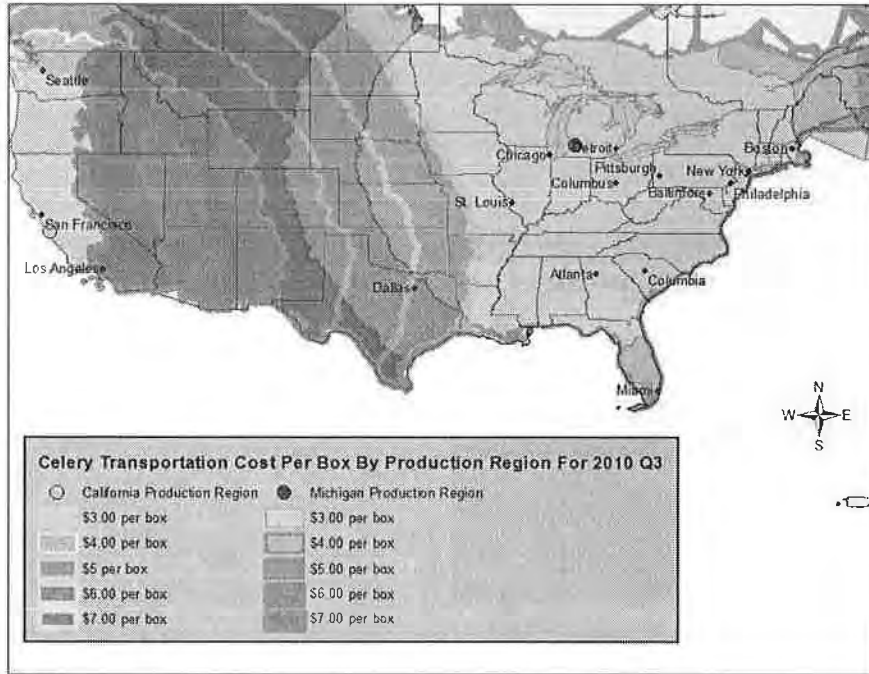 Seattle
Chicago
Detroit
Boston
Pittsburgh
New York
Columbus
St. Louis
Baltimore
Philadelphia
San Francisco
Los Angeles
Atlanta
Columbia
Dallas
Miami
N
W E
S
Celery Transportation Cost Per Box By Production Region For 2010 Q3
California Production Region Michigan Production Region
$3.00 per box $3.00 per box
$4.00 per box $4.00 per box
$5 per box $5.00 per box
$6.00 per box $6.00 per box
$7.00 per box $7.00 per box